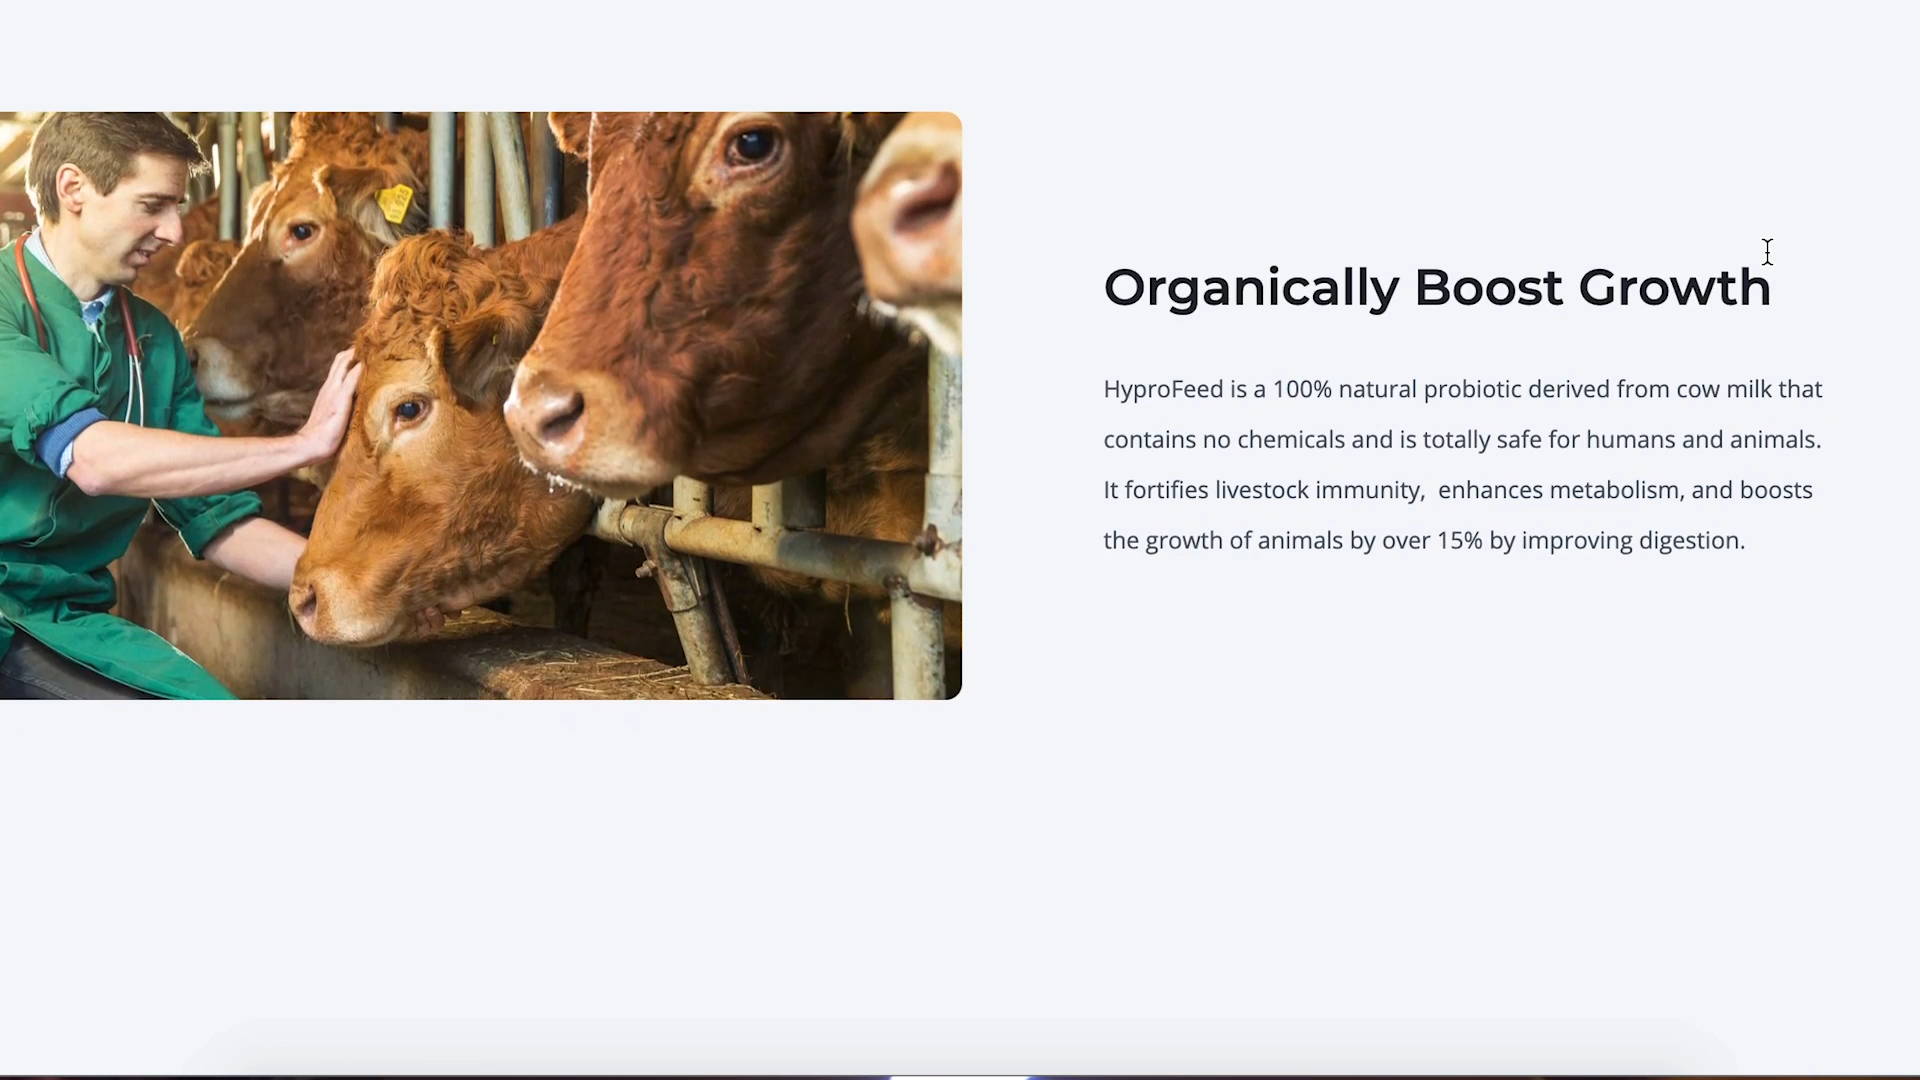 Organically Boost Growth
HyproFeed is a 100% natural probiotic derived from cow milk that
contains no chemicals and is totally safe for humans and animals.
It fortifies livestock immunity,  enhances metabolism, and boosts
the growth of animals by over 15% by improving digestion.